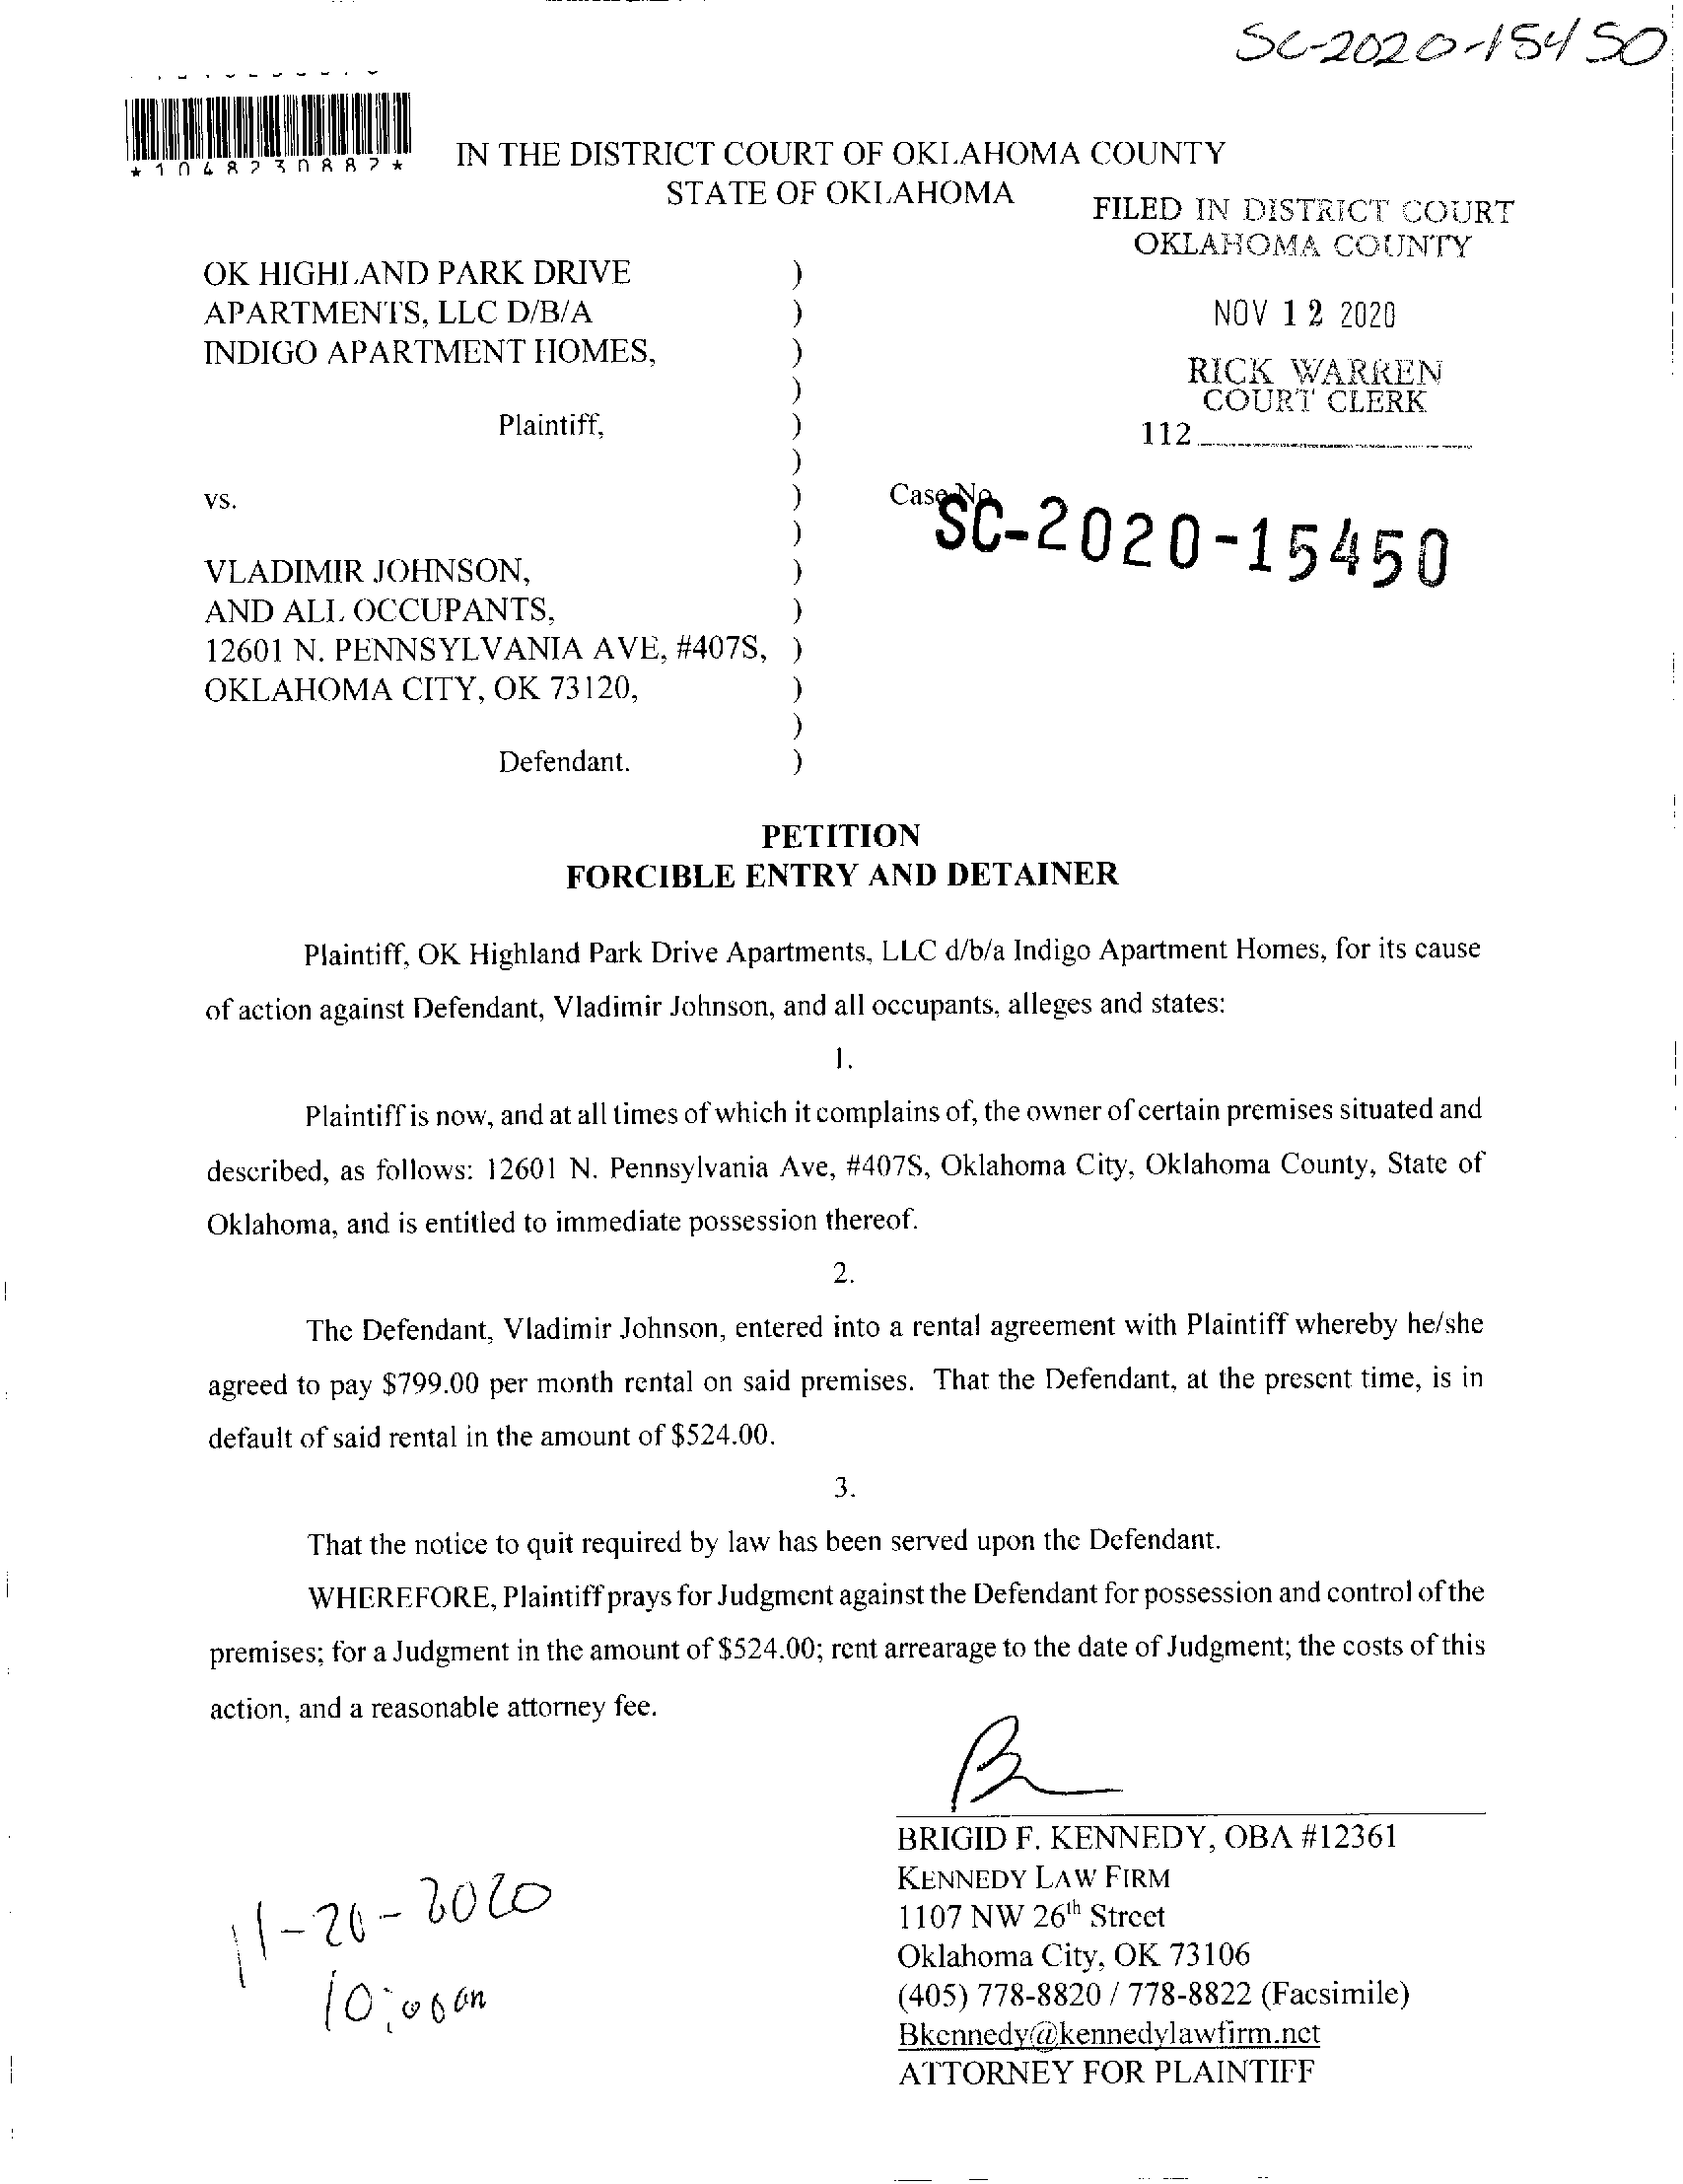 SC-2020-15450
*1048230887*
IN THE DISTRICT COURT OF OKLAHOMA COUNTY
STATE OF OKLAHOMA
FILED IN DISTRICT COURT
OKLAHOMA COUNTY
NOV 12 2020
RICK WARREN
COURT CLERK
112
OK HIGHLAND PARK DRIVE )
APARTMENTS, LLC D/B/A )
INDIGO APARTMENT HOMES, )
)
Plaintiff, )
)
vs. ) Case No.
SC-2020-15450
)
VLADIMIR JOHNSON, )
AND ALL OCCUPANTS, )
12601 N. PENNSYLVANIA AVE, #407S, )
OKLAHOMA CITY, OK 73120, )
)
Defendant. )
PETITION
FORCIBLE ENTRY AND DETAINER
Plaintiff, OK Highland Park Drive Apartments, LLC d/b/a Indigo Apartment Homes, for its cause
of action against Defendant, Vladimir Johnson, and all occupants, alleges and states:
1.
Plaintiff is now, and at all times of which it complains of, the owner of certain premises situated and
described, as follows: 12601 N. Pennsylvania Ave, #407S, Oklahoma City, Oklahoma County, State of
Oklahoma, and is entitled to immediate possession thereof.
2.
The Defendant, Vladimir Johnson, entered into a rental agreement with Plaintiff whereby he/she
agreed to pay $799.00 per month rental on said premises. That the Defendant, at the present time, is in
default of said rental in the amount of $524.00.
3.
That the notice to quit required by law has been served upon the Defendant.
WHEREFORE, Plaintiff prays for Judgment against the Defendant for possession and control of the
premises; for a Judgment in the amount of $524.00; rent arrearage to the date of Judgment; the costs of this
action, and a reasonable attorney fee.
BRIGID F. KENNEDY, OBA #12361
KENNEDY LAW FIRM
1107 NW 26th Street
Oklahoma City, OK 73106
(405) 778-8820 / 778-8822 (Facsimile)
Bkennedy@kennedylawfirm.net
ATTORNEY FOR PLAINTIFF
11-20-2020
10:00am